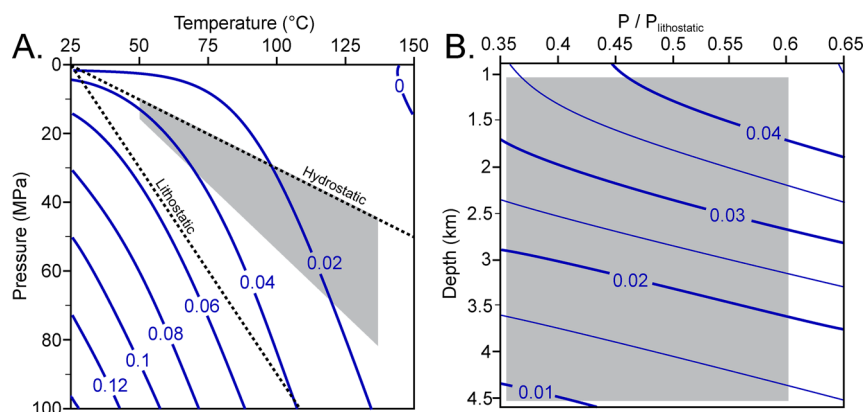 A.
Temperature (°C)
25 50 75 100 125 150
Pressure (MPa)
0
20
40
60
80
100
Lithostatic
Hydrostatic
0
0.02
0.04
0.06
0.08
0.1
0.12
B.
P / Plithostatic
0.35 0.4 0.45 0.5 0.55 0.6 0.65
Depth (km)
1
1.5
2
2.5
3
3.5
4
4.5
0.04
0.03
0.02
0.01